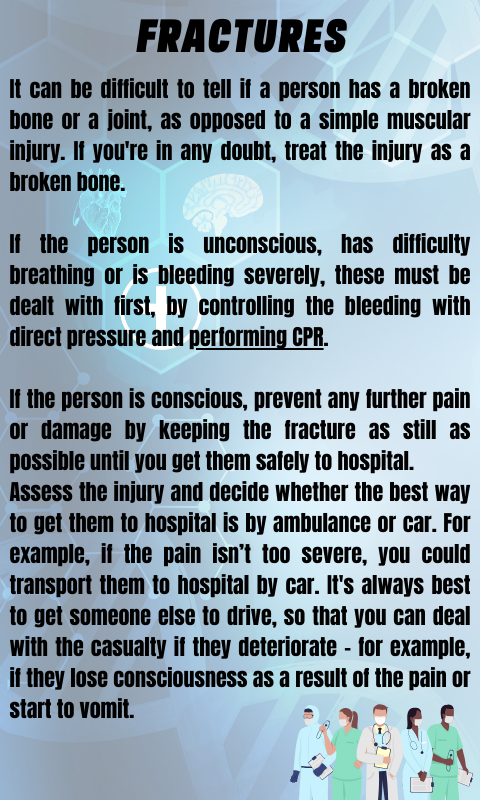 FRACTURES
It can be difficult to tell if a person has a broken
bone or a joint, as opposed to a simple muscular
injury. If you're in any doubt, treat the injury as a
broken bone.
If the person is unconscious, has difficulty
breathing or is bleeding severely, these must be
dealt with first, by controlling the bleeding with
direct pressure and performing CPR.
If the person is conscious, prevent any further pain
or damage by keeping the fracture as still as
possible until you get them safely to hospital.
Assess the injury and decide whether the best way
to get them to hospital is by ambulance or car. For
example, if the pain isn’t too severe, you could
transport them to hospital by car. It's always best
to get someone else to drive, so that you can deal
with the casualty if they deteriorate - for example,
if they lose consciousness as a result of the pain or
start to vomit.